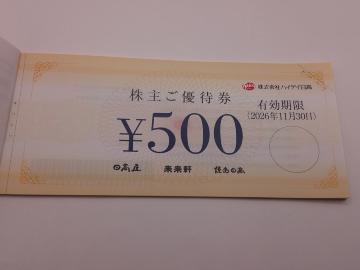 株式会社ハイデイ日高
株主ご優待券
有効期限
(2026年11月30日)
¥500
日高屋 来来軒 焼鳥日高